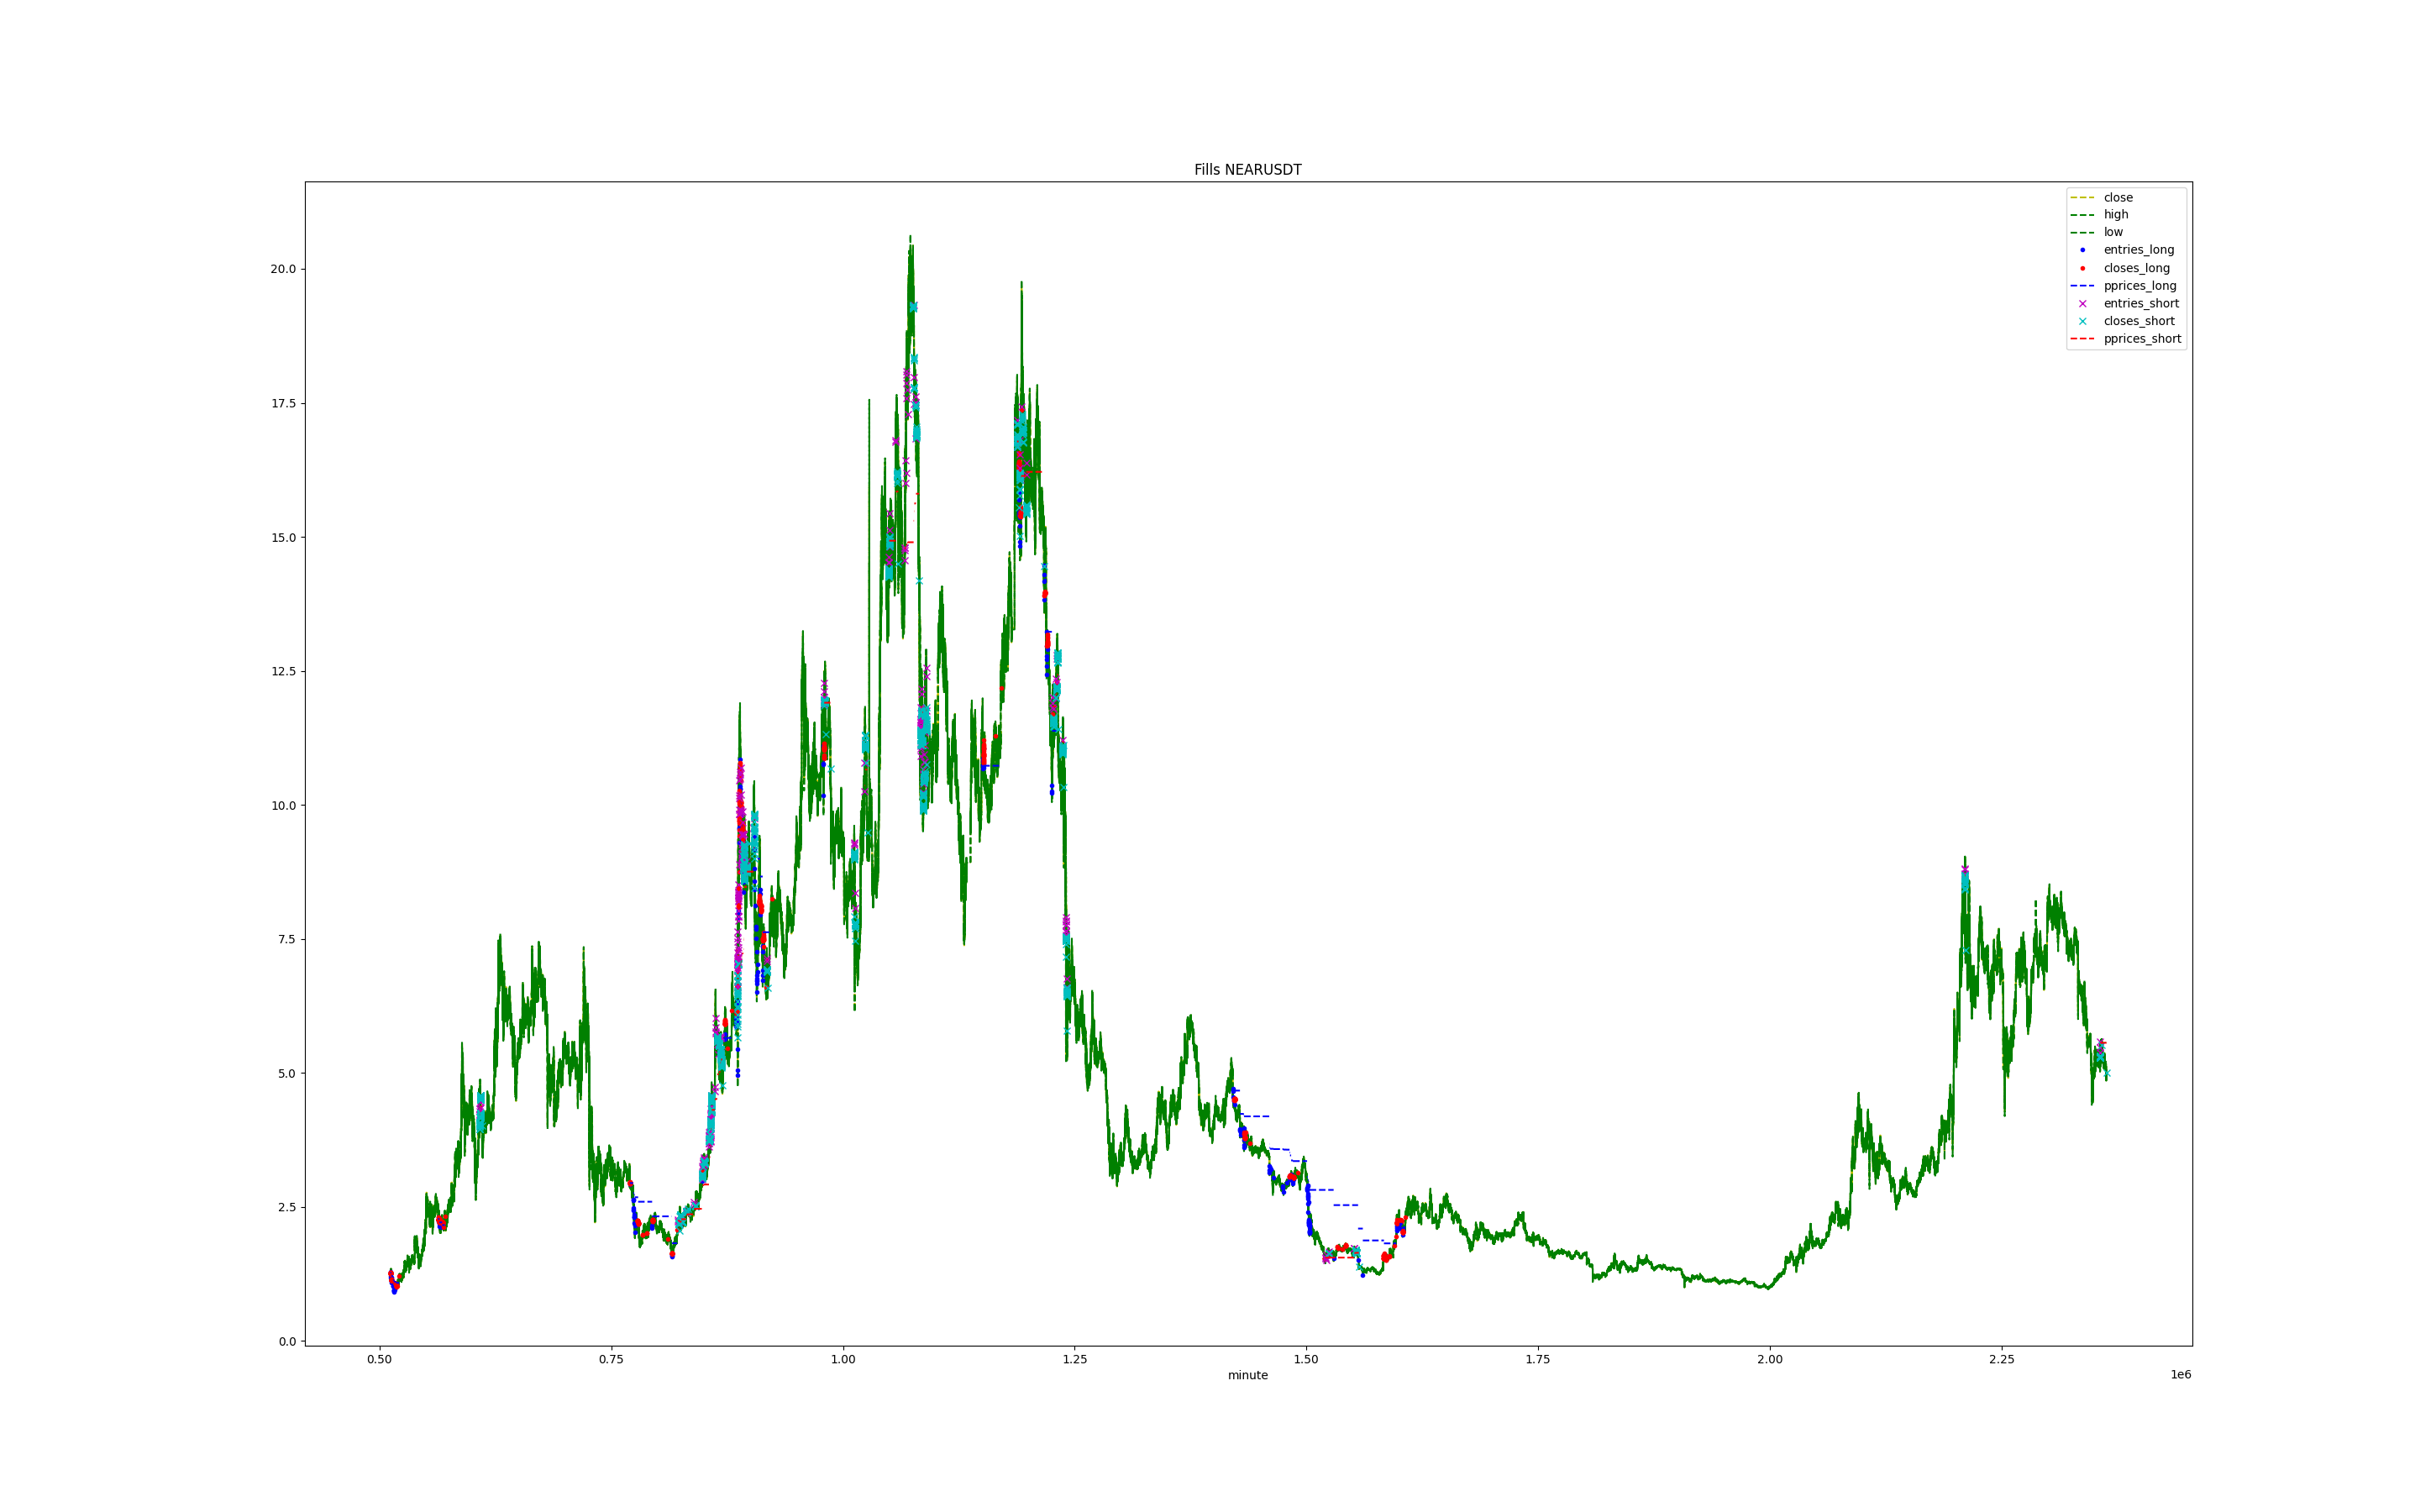 Fills NEARUSDT
close
high
low
entries_long
closes_long
pprices_long
entries_short
closes_short
pprices_short
20.0
17.5
15.0
12.5
10.0
7.5
5.0
2.5
0.0
0.50 0.75 1.00 1.25 1.50 1.75 2.00 2.25
minute
1e6